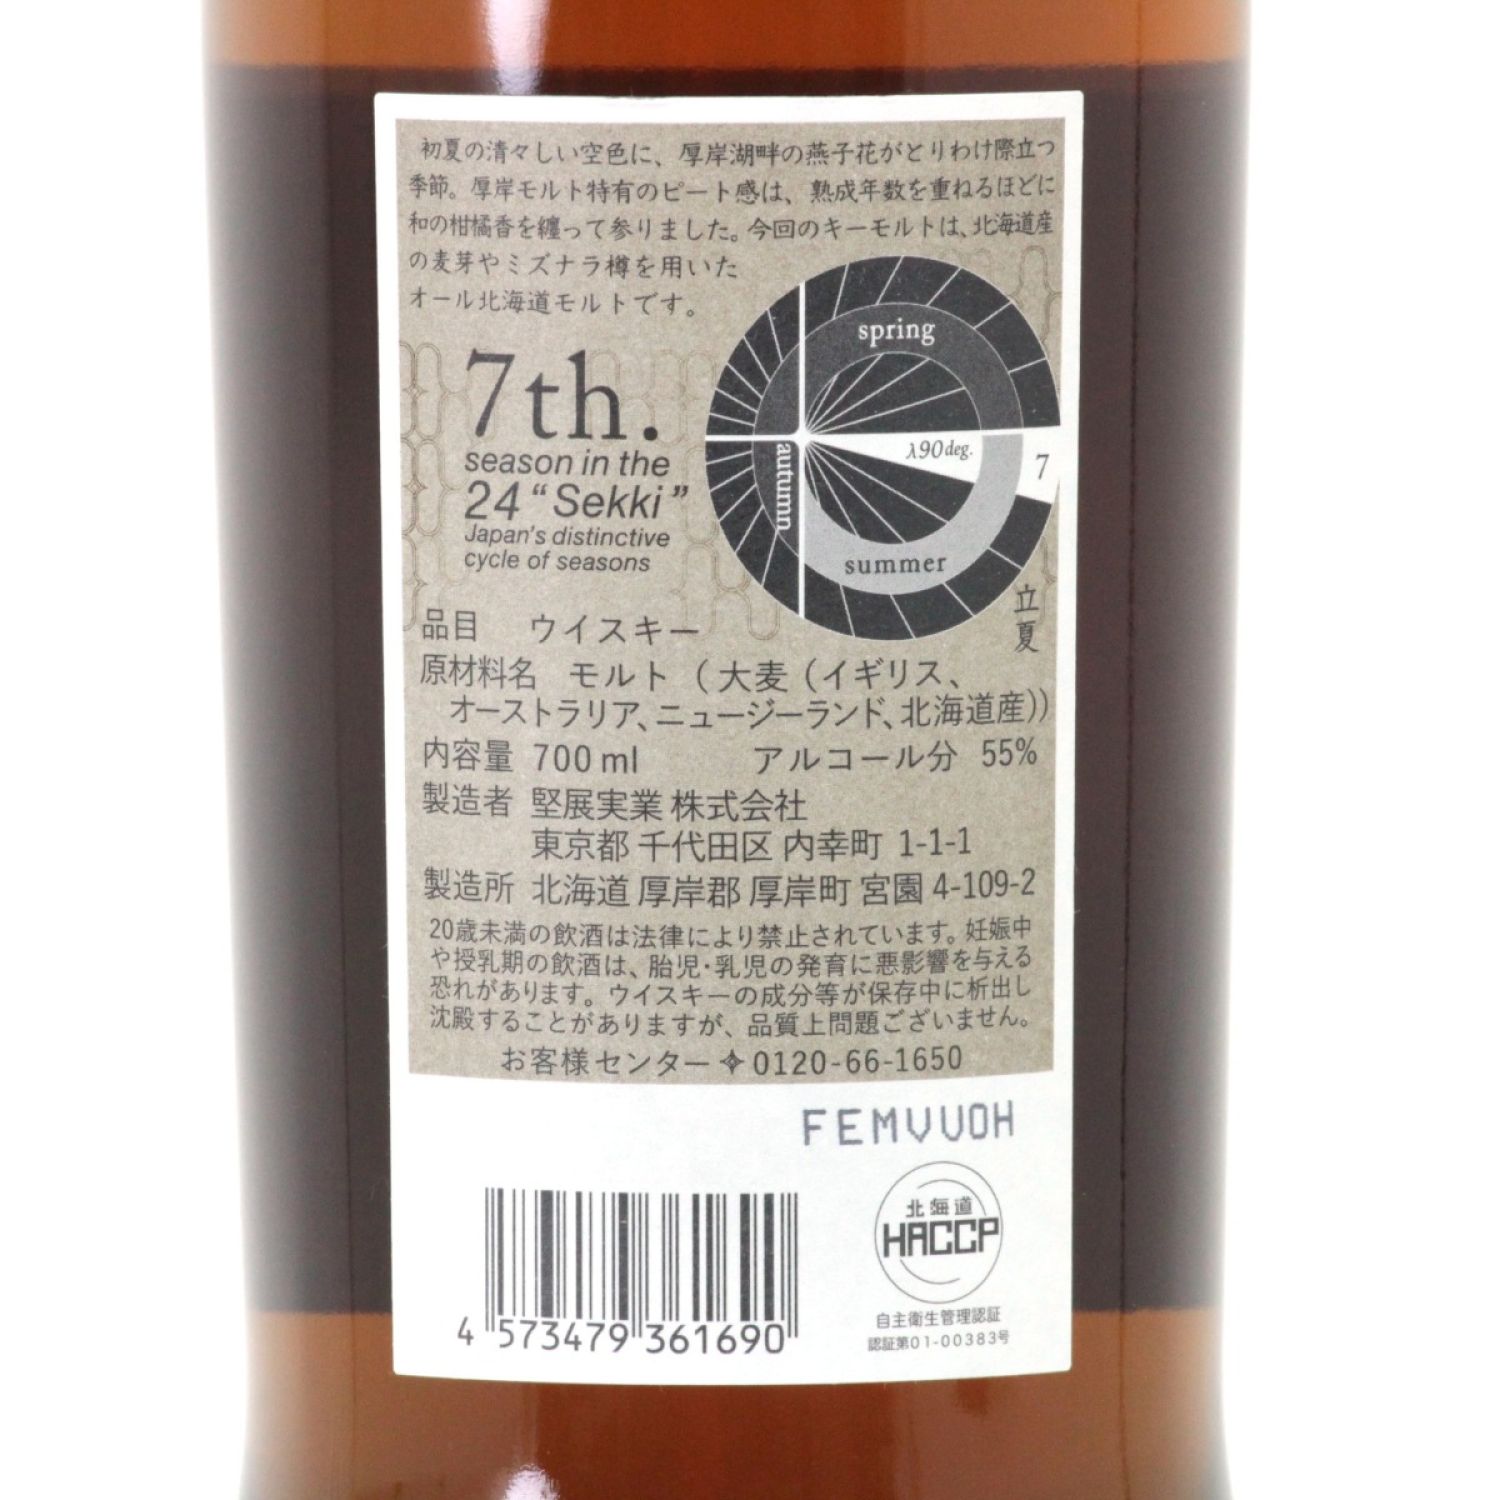 初夏の清々しい空色に、厚岸湖畔の燕子花がとりわけ際立つ
季節。厚岸モルト特有のピート感は、熟成年数を重ねるほどに
和の柑橘香を纏って参りました。今回のキーモルトは、北海道産
の麦芽やミズナラ樽を用いた
オール北海道モルトです。
7th.
season in the
24 “Sekki”
Japan's distinctive
cycle of seasons
spring
λ90deg.
7
autumn
summer
立夏
品目 ウイスキー
原材料名 モルト（大麦（イギリス、
オーストラリア、ニュージーランド、北海道産））
内容量 700ml アルコール分 55%
製造者 堅展実業 株式会社
東京都 千代田区 内幸町 1-1-1
製造所 北海道 厚岸郡 厚岸町 宮園 4-109-2
20歳未満の飲酒は法律により禁止されています。妊娠中
や授乳期の飲酒は、胎児・乳児の発育に悪影響を与える
恐れがあります。ウイスキーの成分等が保存中に析出し
沈殿することがありますが、品質上問題ございません。
お客様センター✧0120-66-1650
FEMVVOH
北海道
HACCP
自主衛生管理認証
認証第01-00383号
4 573479 361690